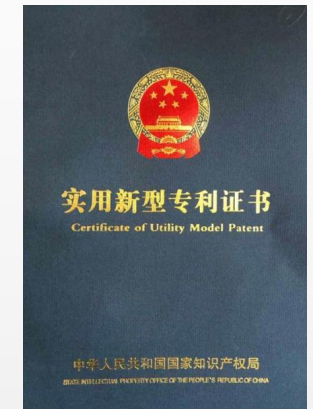 实用新型专利证书
Certificate of Utility Model Patent
中华人民共和国国家知识产权局
STATE INTELLECTUAL PROPERTY OFFICE OF THE PEOPLE'S REPUBLIC OF CHINA